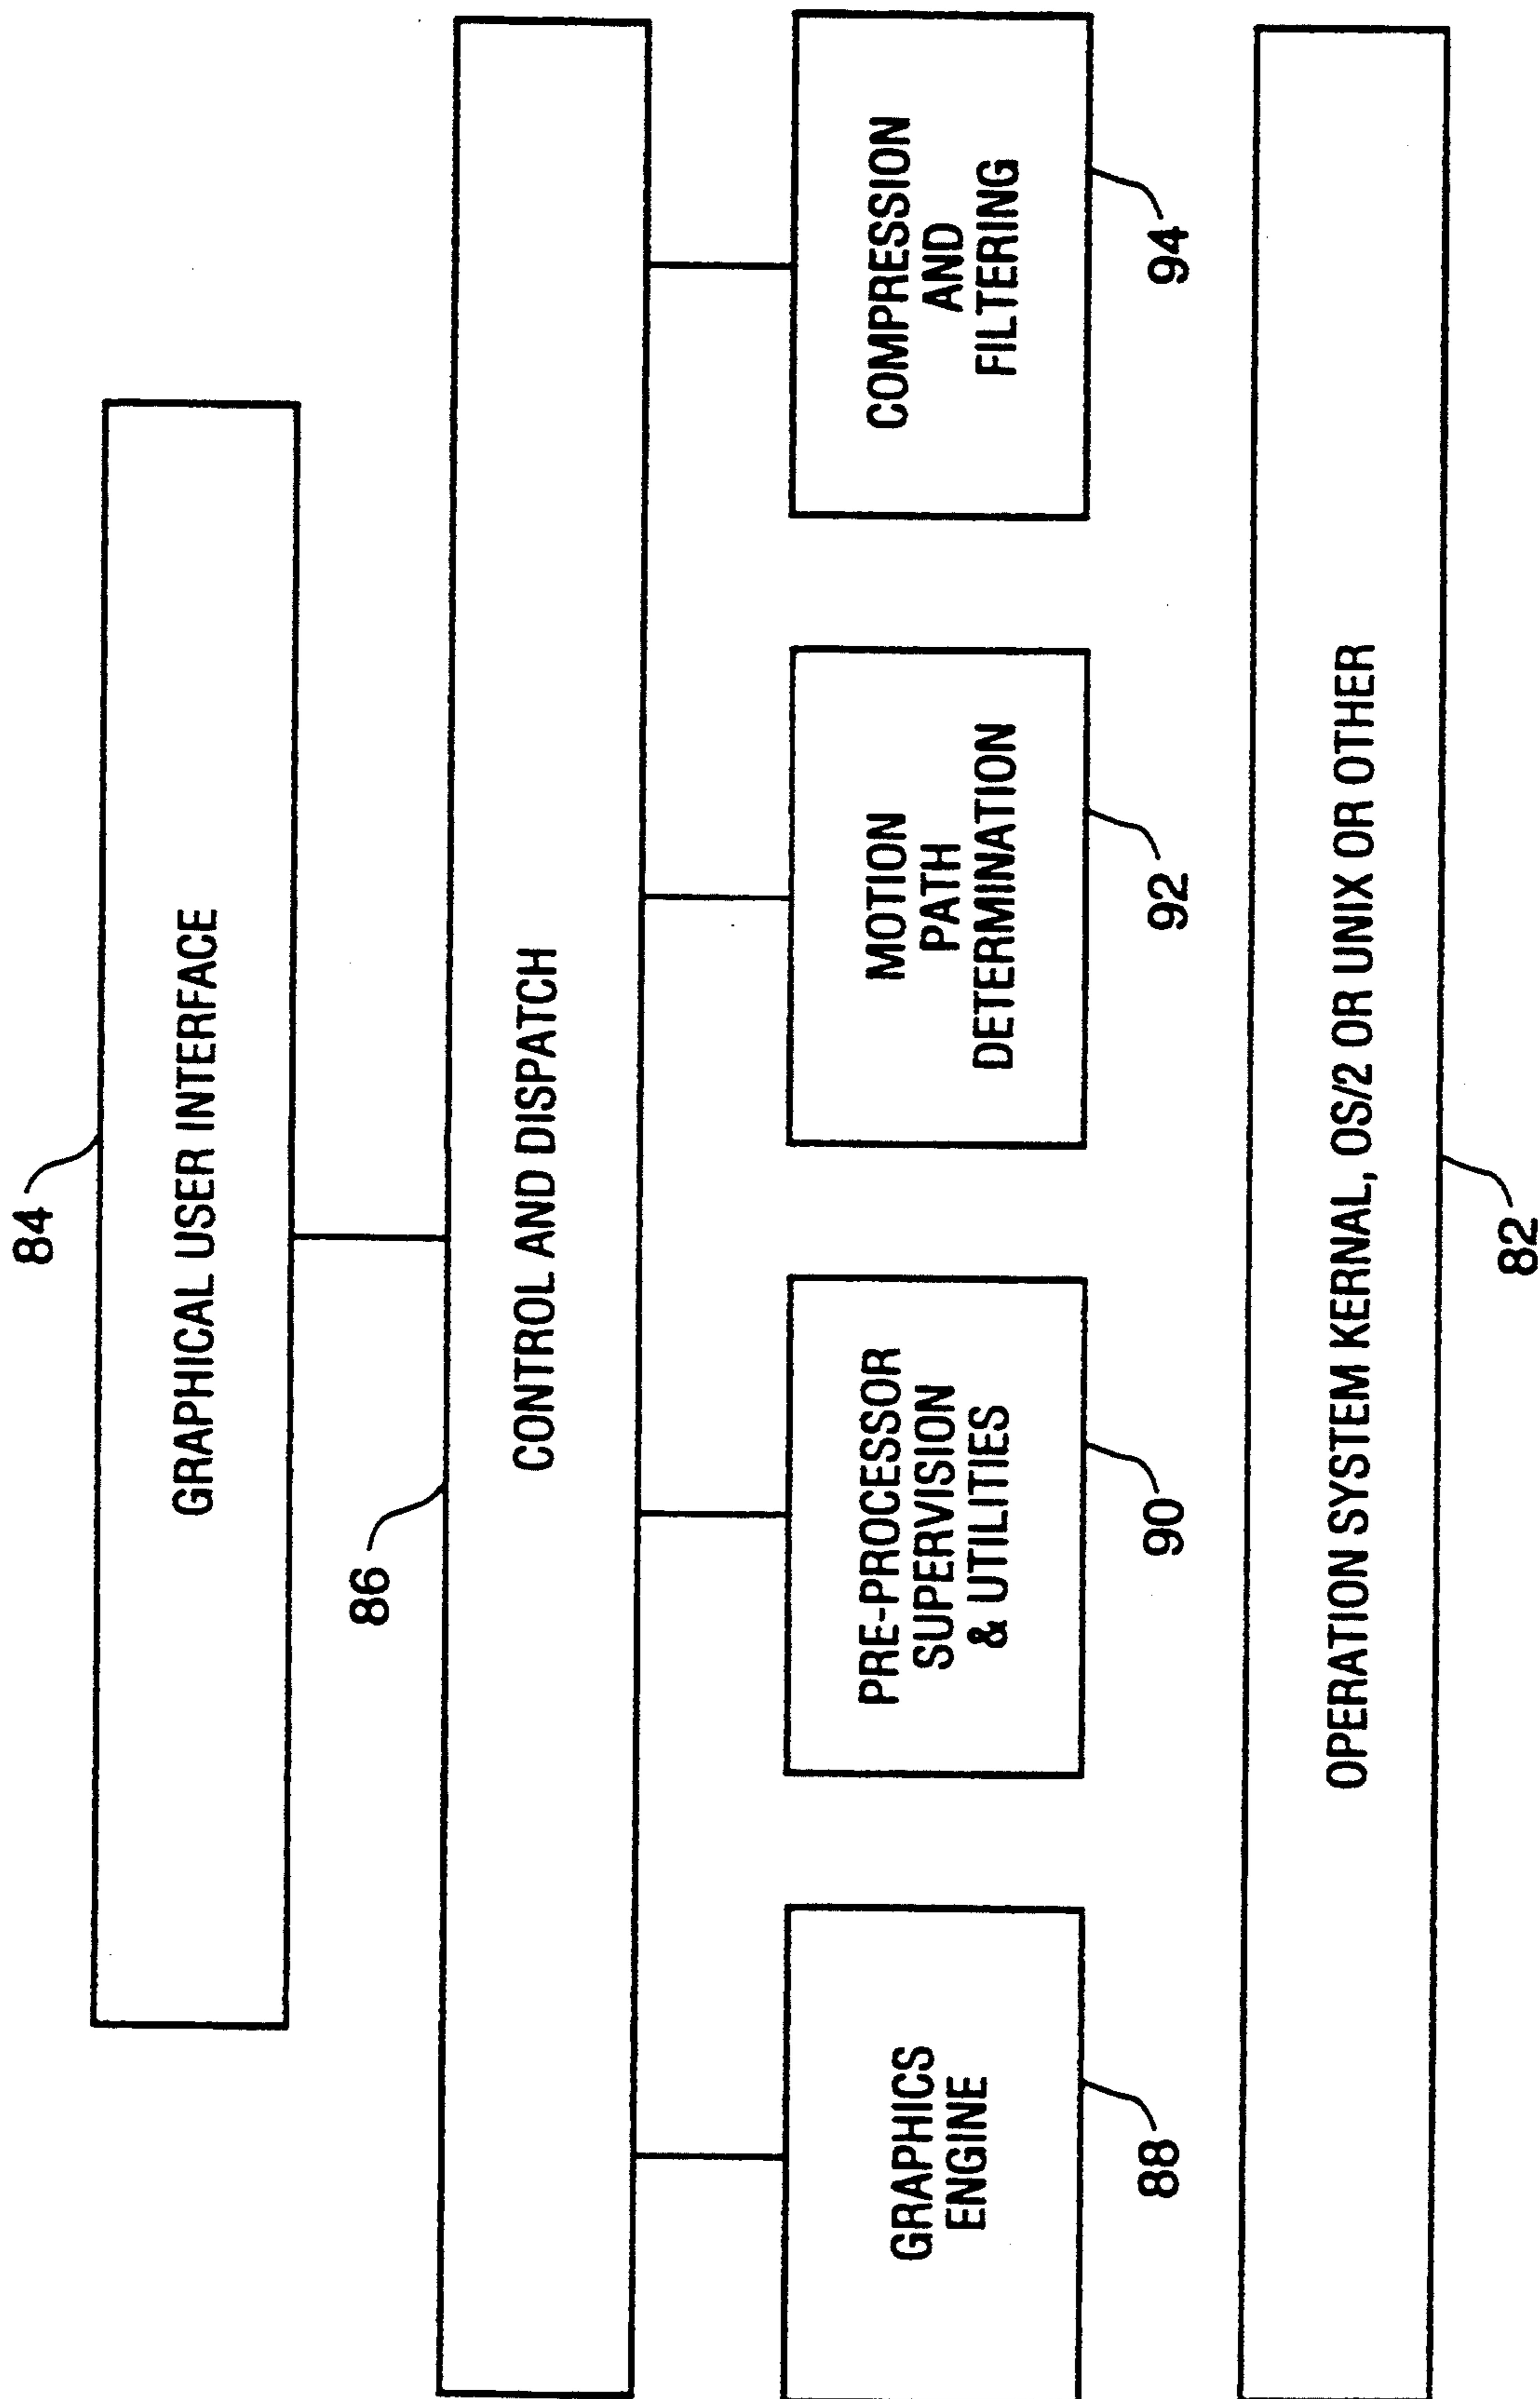 84
GRAPHICAL USER INTERFACE
86
CONTROL AND DISPATCH
GRAPHICS
ENGINE
88
PRE-PROCESSOR
SUPERVISION
& UTILITIES
90
MOTION
PATH
DETERMINATION
92
COMPRESSION
AND
FILTERING
94
OPERATION SYSTEM KERNAL, OS/2 OR UNIX OR OTHER
82